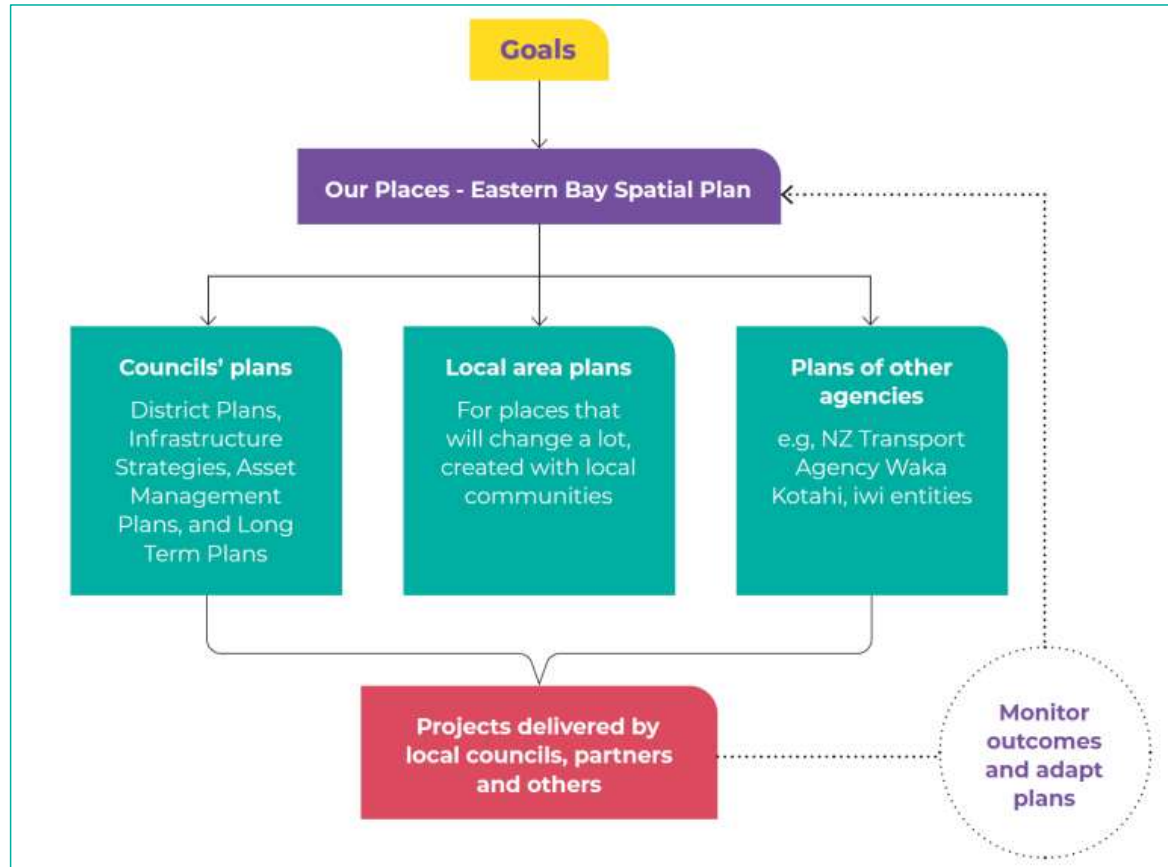 Goals
Our Places - Eastern Bay Spatial Plan
Councils' plans
District Plans,
Infrastructure
Strategies, Asset
Management
Plans, and Long
Term Plans
Local area plans
For places that
will change a lot,
created with local
communities
Plans of other
agencies
e.g, NZ Transport
Agency Waka
Kotahi, iwi entities
Projects delivered by
local councils, partners
and others
Monitor
outcomes
and adapt
plans